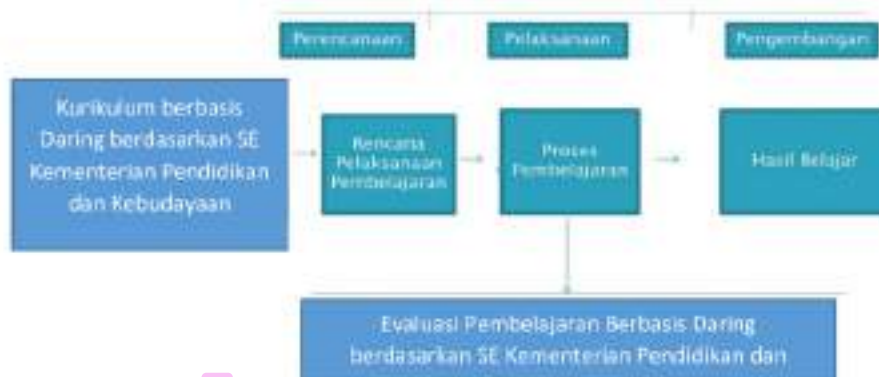 Perencanaan
Pelaksanaan
Pengembangan
Kurikulum berbasis
Daring berdasarkan SE
Kementerian Pendidikan
dan Kebudayaan
Rencana
Pelaksanaan
Pembelajaran
Proses
Pembelajaran
Hasil Belajar
Evaluasi Pembelajaran Berbasis Daring
berdasarkan SE Kementerian Pendidikan dan